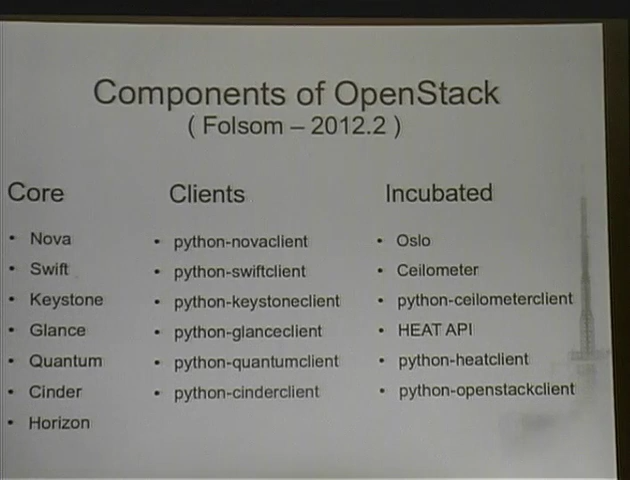 Components of OpenStack
( Folsom – 2012.2 )
Core
• Nova
• Swift
• Keystone
• Glance
• Quantum
• Cinder
• Horizon
Clients
• python-novaclient
• python-swiftclient
• python-keystoneclient
• python-glanceclient
• python-quantumclient
• python-cinderclient
Incubated
• Oslo
• Ceilometer
• python-ceilometerclient
• HEAT API
• python-heatclient
• python-openstackclient